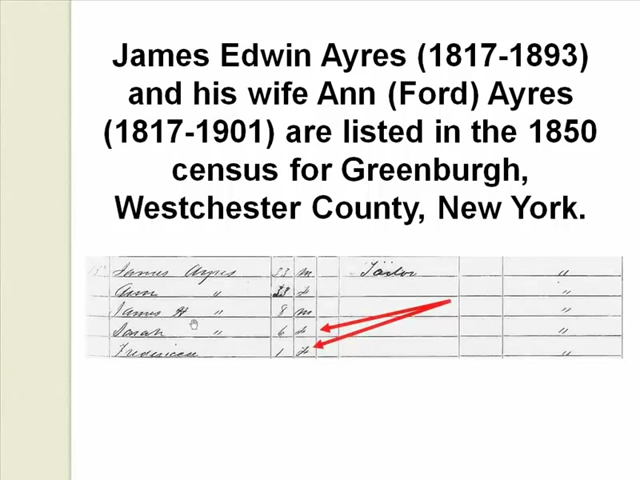 James Edwin Ayres (1817-1893)
and his wife Ann (Ford) Ayres
(1817-1901) are listed in the 1850
census for Greenburgh,
Westchester County, New York.
James Ayres 33 m Tailor "
Ann " 33 f "
James H " 8 m "
Sarah " 6 f "
1 f "